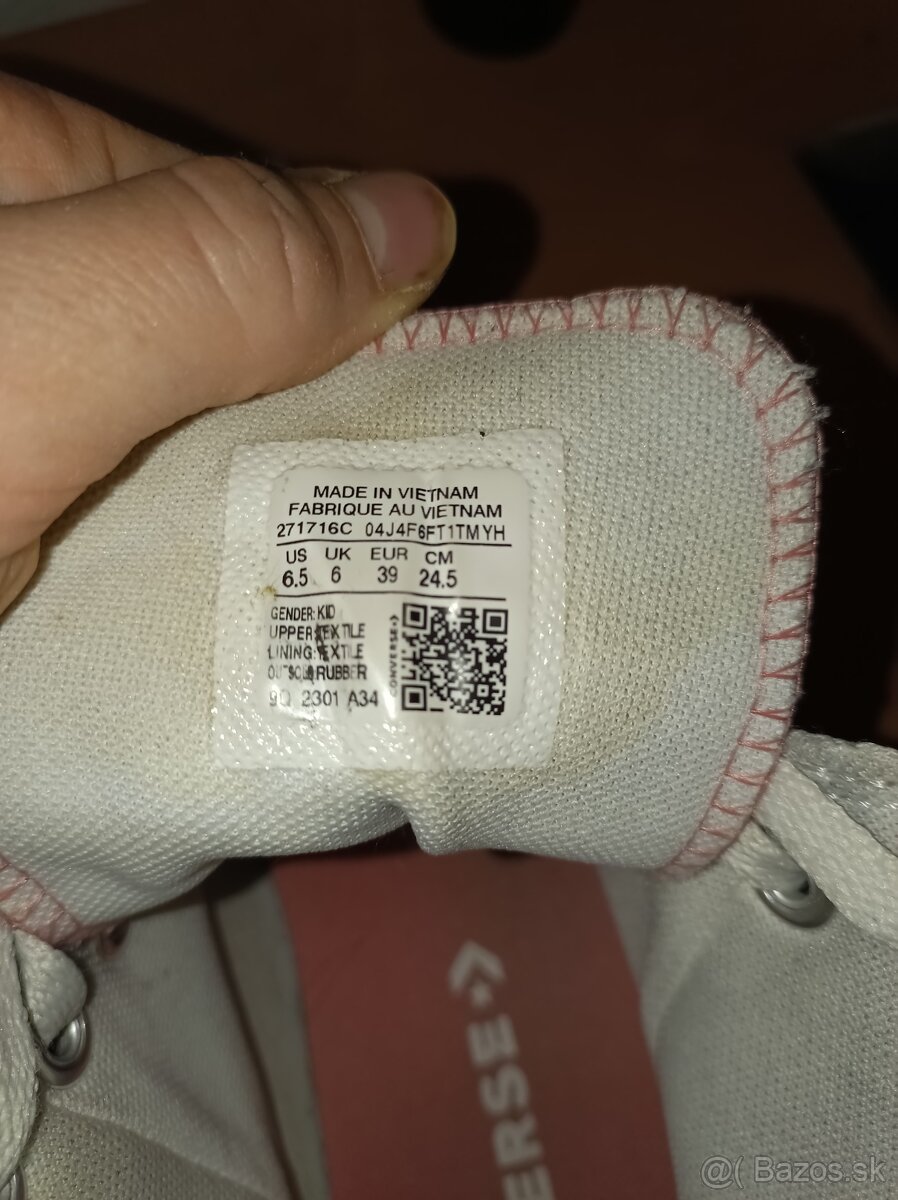 MADE IN VIETNAM
FABRIQUE AU VIETNAM
271716C 04J4F6FT1TMYH
US UK EUR CM
6.5 6 39 24.5
GENDER: KID
UPPER: TEXTILE
LINING: TEXTILE
OUTSOLE: RUBBER
9Q 2301 A34
CONVERSE
ERSE
@( Bazos.sk